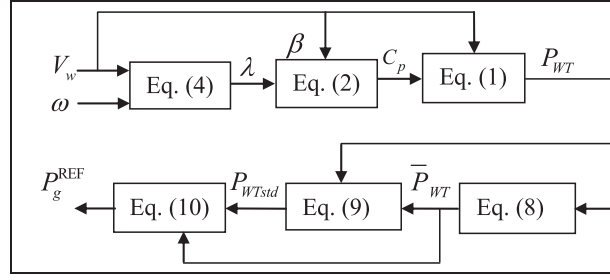 V_w
ω
Eq. (4)
λ
β
Eq. (2)
C_p
Eq. (1)
P_WT
P_g^REF
Eq. (10)
P_WTstd
Eq. (9)
P̅_WT
Eq. (8)